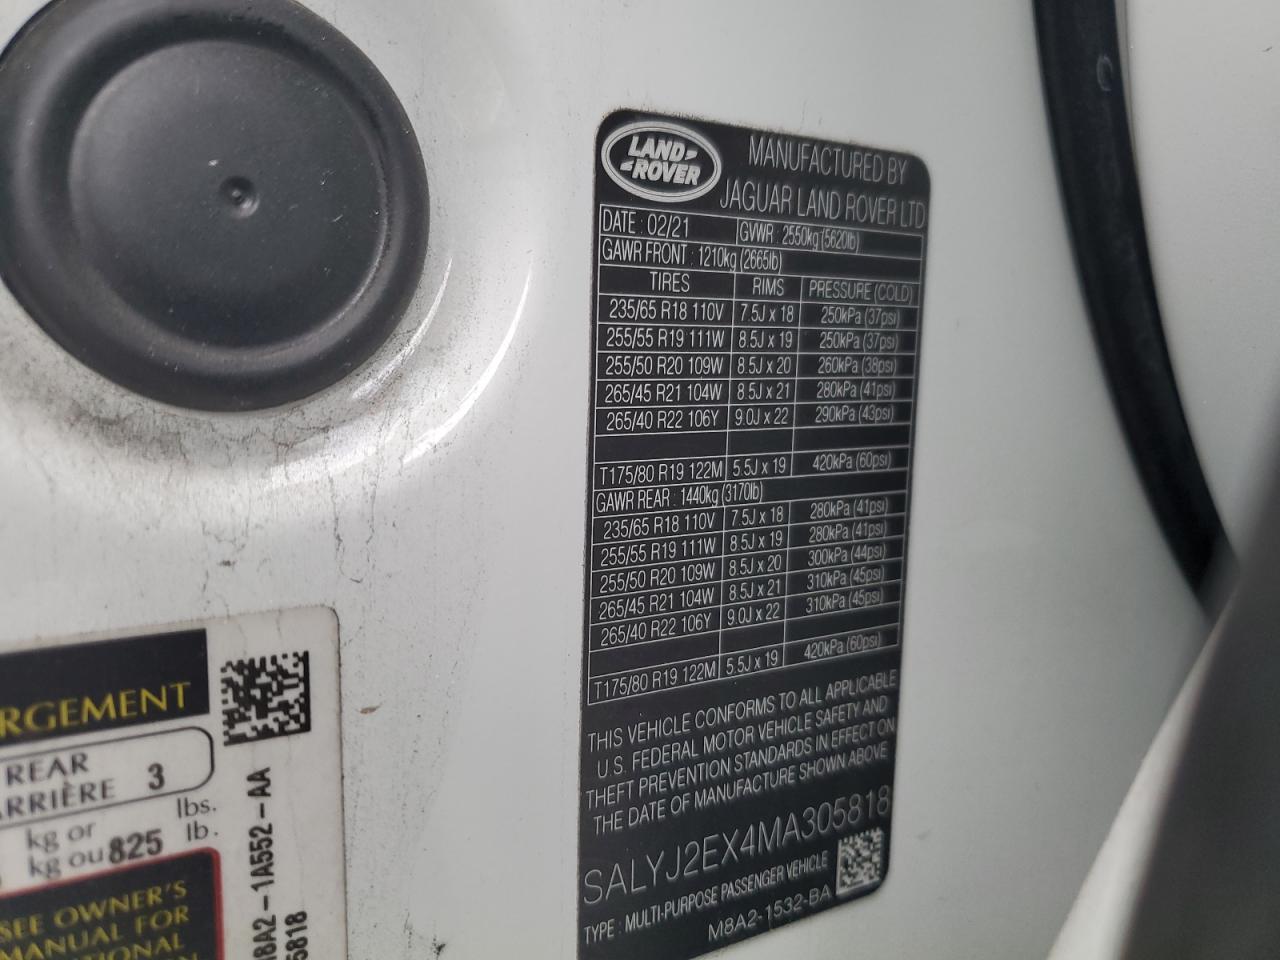 LAND ROVER
MANUFACTURED BY
JAGUAR LAND ROVER LTD
DATE : 02/21 GVWR : 2550kg (5620lb)
GAWR FRONT : 1210kg (2665lb)
TIRES RIMS PRESSURE (COLD)
235/65 R18 110V 7.5J x 18 250kPa (37psi)
255/55 R19 111W 8.5J x 19 250kPa (37psi)
255/50 R20 109W 8.5J x 20 260kPa (38psi)
265/45 R21 104W 8.5J x 21 280kPa (41psi)
265/40 R22 106Y 9.0J x 22 290kPa (43psi)
T175/80 R19 122M 5.5J x 19 420kPa (60psi)
GAWR REAR : 1440kg (3170lb)
235/65 R18 110V 7.5J x 18 280kPa (41psi)
255/55 R19 111W 8.5J x 19 280kPa (41psi)
255/50 R20 109W 8.5J x 20 300kPa (44psi)
265/45 R21 104W 8.5J x 21 310kPa (45psi)
265/40 R22 106Y 9.0J x 22 310kPa (45psi)
T175/80 R19 122M 5.5J x 19 420kPa (60psi)
THIS VEHICLE CONFORMS TO ALL APPLICABLE
U.S. FEDERAL MOTOR VEHICLE SAFETY AND
THEFT PREVENTION STANDARDS IN EFFECT ON
THE DATE OF MANUFACTURE SHOWN ABOVE
SALYJ2EX4MA305818
TYPE : MULTI-PURPOSE PASSENGER VEHICLE
M8A2-1532-BA
RGEMENT
REAR
ARRIÈRE 3
kg or lbs.
kg ou 825 lb.
SEE OWNER'S
MANUAL FOR
8A2-1A552-AA
5818